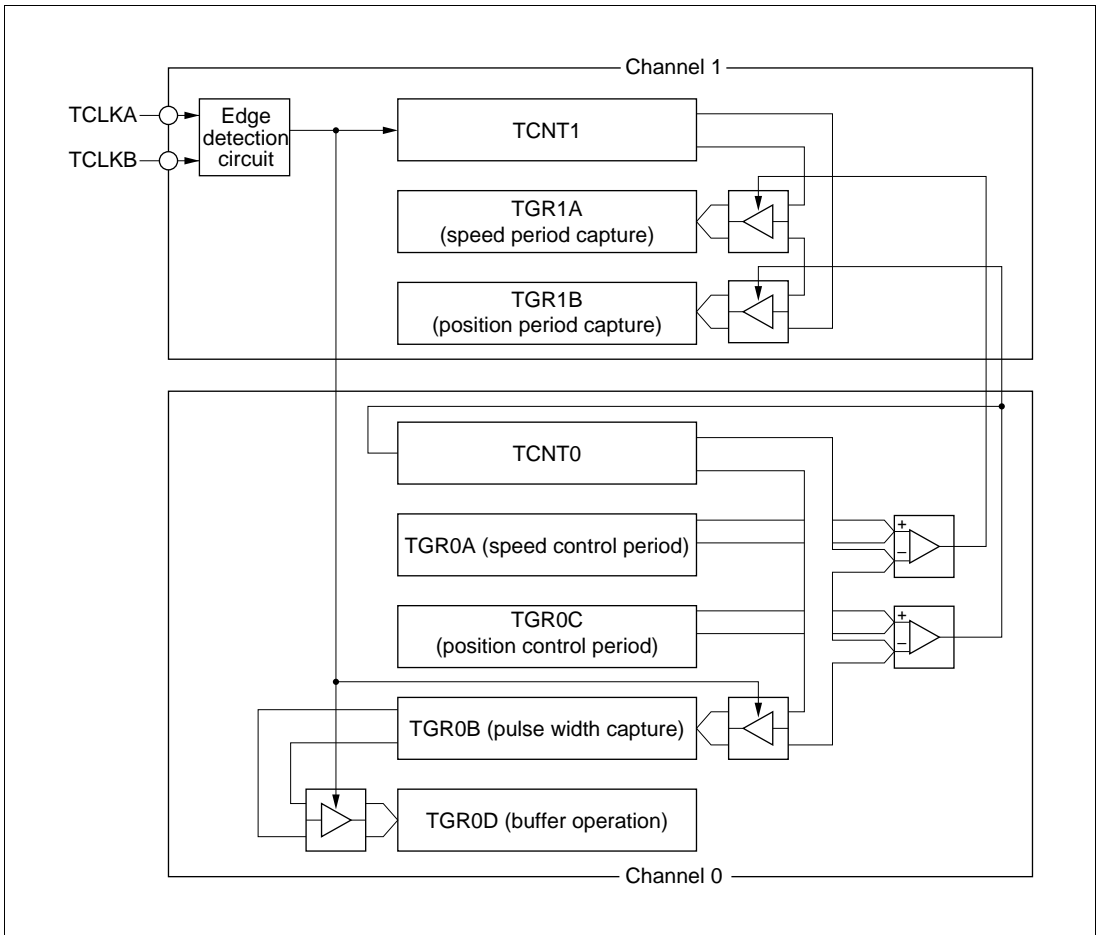 Channel 1
TCLKA
TCLKB
Edge
detection
circuit
TCNT1
TGR1A
(speed period capture)
TGR1B
(position period capture)
TCNT0
TGR0A (speed control period)
+
−
TGR0C
(position control period)
+
−
TGR0B (pulse width capture)
TGR0D (buffer operation)
Channel 0